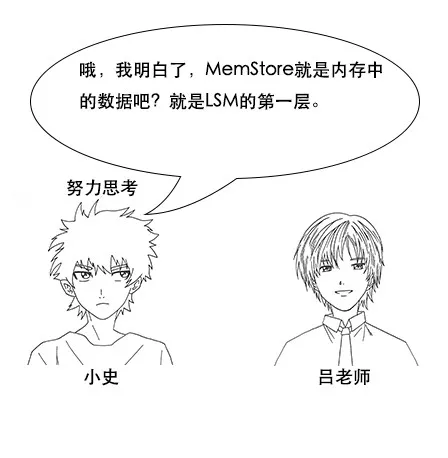 哦，我明白了，MemStore就是内存中
的数据吧？就是LSM的第一层。
努力思考
小史
吕老师